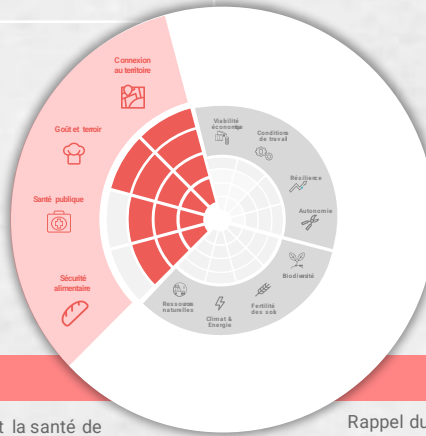 Connexion
au territoire
Goût et terroir
Santé publique
Sécurité
alimentaire
Viabilité
économique
Conditions
de travail
Résilience
Autonomie
Biodiversité
Fertilité
des sols
Climat &
Énergie
Ressources
naturelles
t la santé de
Rappel du